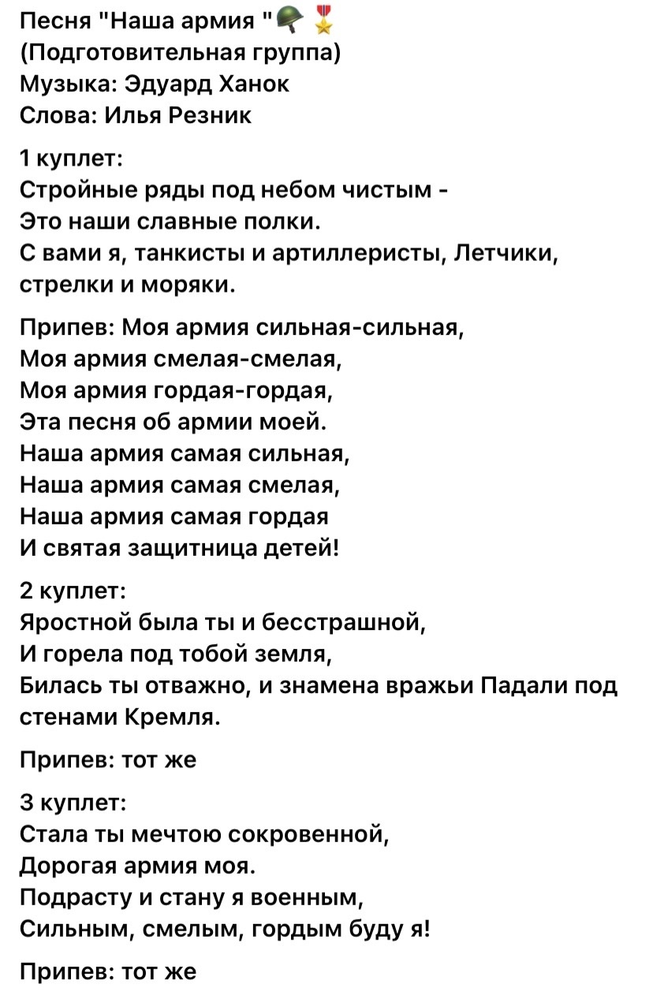 Песня "Наша армия "🪖🎖️
(Подготовительная группа)
Музыка: Эдуард Ханок
Слова: Илья Резник
1 куплет:
Стройные ряды под небом чистым -
Это наши славные полки.
С вами я, танкисты и артиллеристы, Летчики,
стрелки и моряки.
Припев: Моя армия сильная-сильная,
Моя армия смелая-смелая,
Моя армия гордая-гордая,
Эта песня об армии моей.
Наша армия самая сильная,
Наша армия самая смелая,
Наша армия самая гордая
И святая защитница детей!
2 куплет:
Яростной была ты и бесстрашной,
И горела под тобой земля,
Билась ты отважно, и знамена вражьи Падали под
стенами Кремля.
Припев: тот же
3 куплет:
Стала ты мечтою сокровенной,
Дорогая армия моя.
Подрасту и стану я военным,
Сильным, смелым, гордым буду я!
Припев: тот же